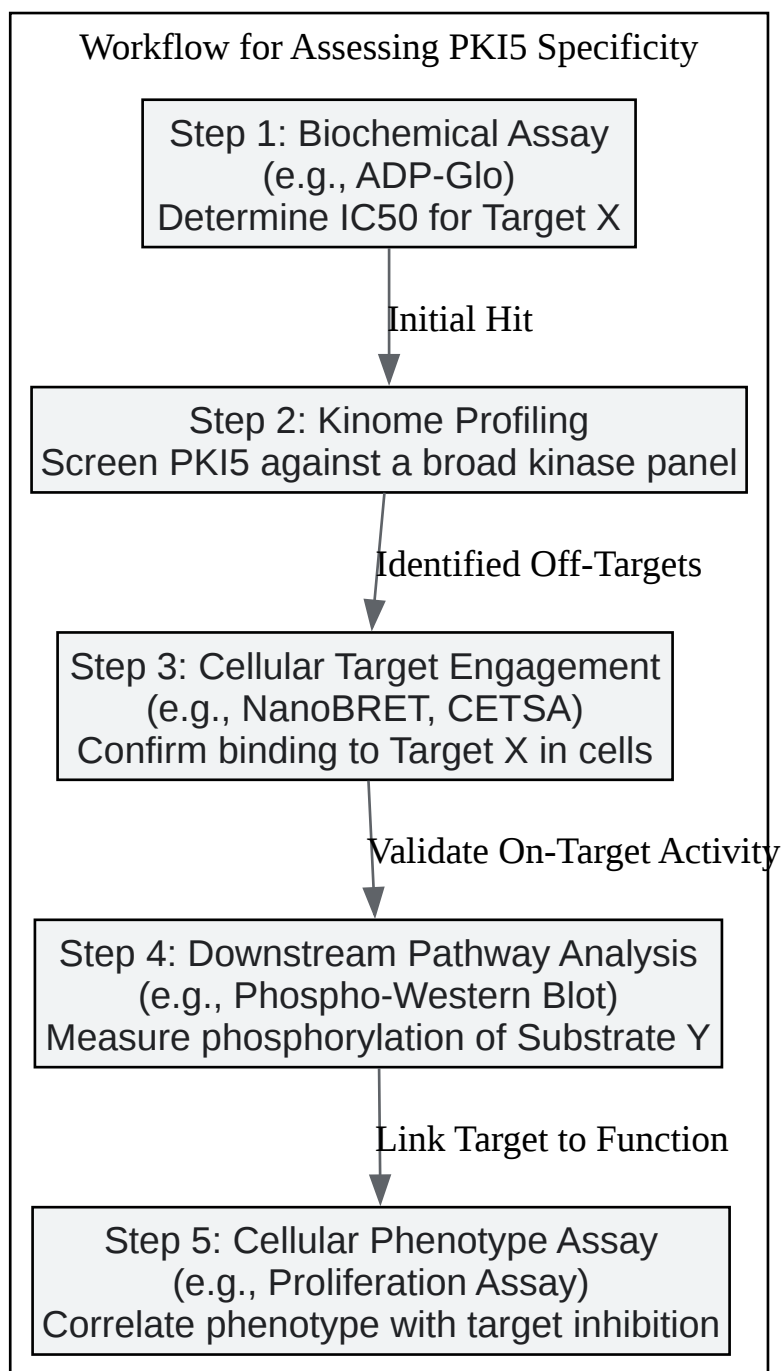 Workflow for Assessing PKI5 Specificity
Step 1: Biochemical Assay
(e.g., ADP-Glo)
Determine IC50 for Target X
Initial Hit
Step 2: Kinome Profiling
Screen PKI5 against a broad kinase panel
Identified Off-Targets
Step 3: Cellular Target Engagement
(e.g., NanoBRET, CETSA)
Confirm binding to Target X in cells
Validate On-Target Activity
Step 4: Downstream Pathway Analysis
(e.g., Phospho-Western Blot)
Measure phosphorylation of Substrate Y
Link Target to Function
Step 5: Cellular Phenotype Assay
(e.g., Proliferation Assay)
Correlate phenotype with target inhibition